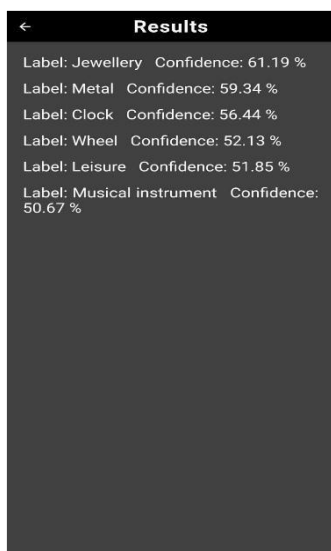 Results
Label: Jewellery Confidence: 61.19 %
Label: Metal Confidence: 59.34 %
Label: Clock Confidence: 56.44 %
Label: Wheel Confidence: 52.13 %
Label: Leisure Confidence: 51.85 %
Label: Musical instrument Confidence:
50.67 %